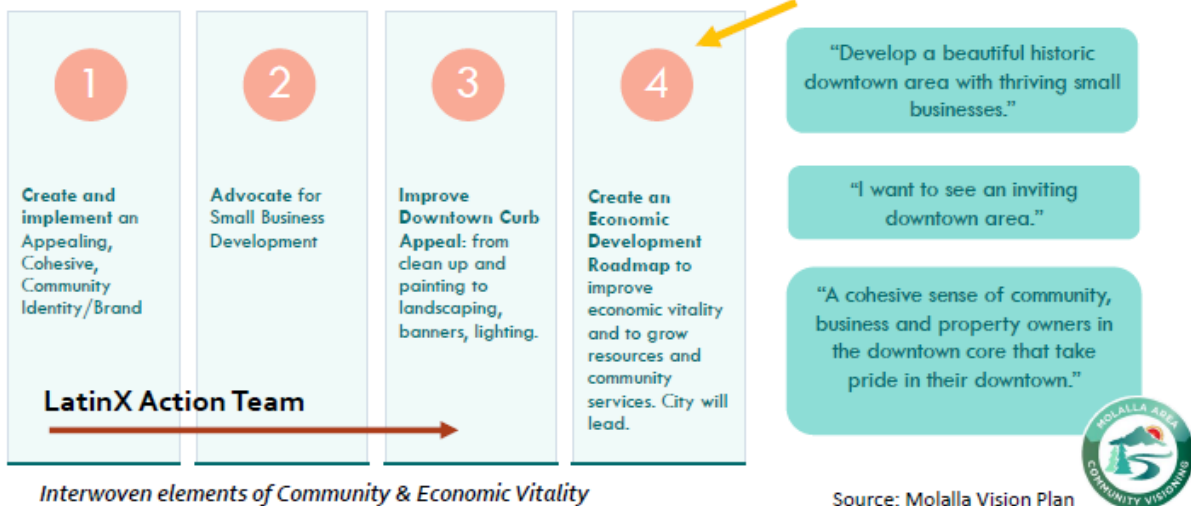 1
Create and
implement an
Appealing,
Cohesive,
Community
Identity/Brand
2
Advocate for
Small Business
Development
3
Improve
Downtown Curb
Appeal: from
clean up and
painting to
landscaping,
banners, lighting.
4
Create an
Economic
Development
Roadmap to
improve
economic vitality
and to grow
resources and
community
services. City will
lead.
LatinX Action Team
Interwoven elements of Community & Economic Vitality
“Develop a beautiful historic
downtown area with thriving small
businesses.”
“I want to see an inviting
downtown area.”
“A cohesive sense of community,
business and property owners in
the downtown core that take
pride in their downtown.”
MOLALLA AREA
COMMUNITY VISIONING
Source: Molalla Vision Plan